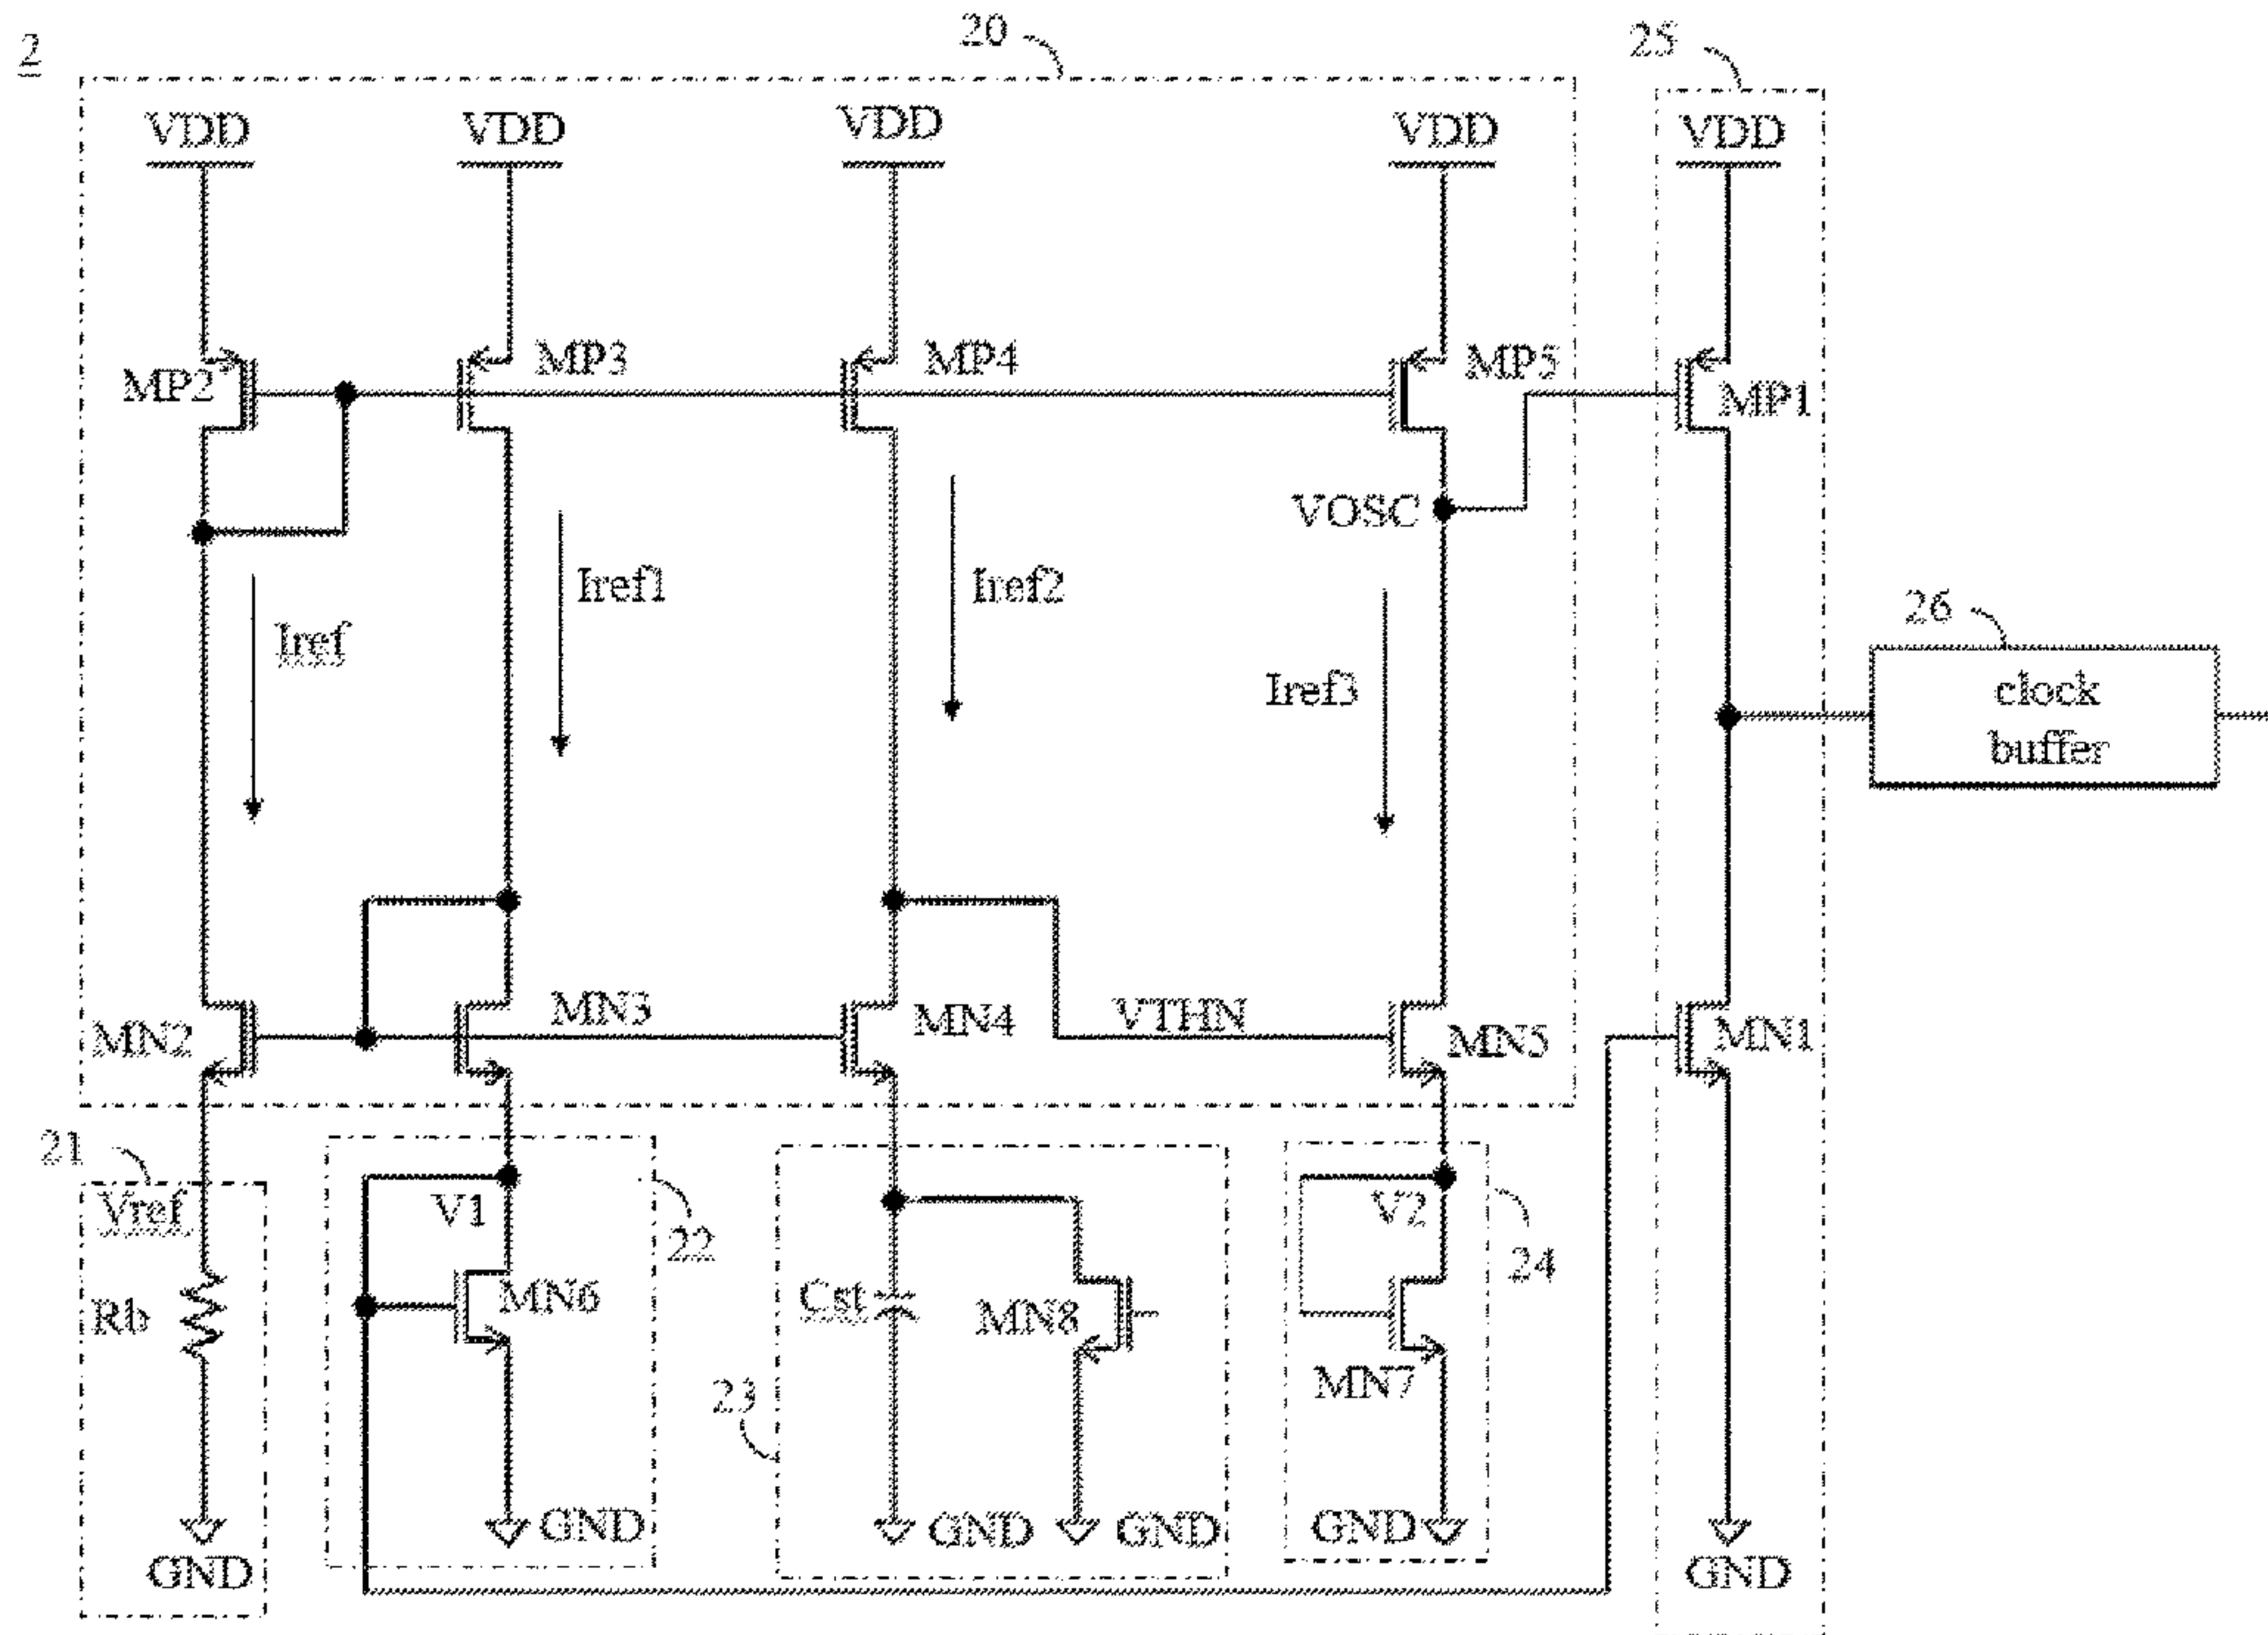 2
20
25
VDD
VDD
VDD
VDD
VDD
MP2
MP3
MP4
MP5
MP1
VOSC
Iref
Iref1
Iref2
Iref3
26
clock
buffer
MN2
MN3
MN4
VTHN
MN5
MN1
21
Vref
Rb
GND
V1
22
MN6
GND
23
Cst
MN8
GND
GND
V2
24
MN7
GND
GND